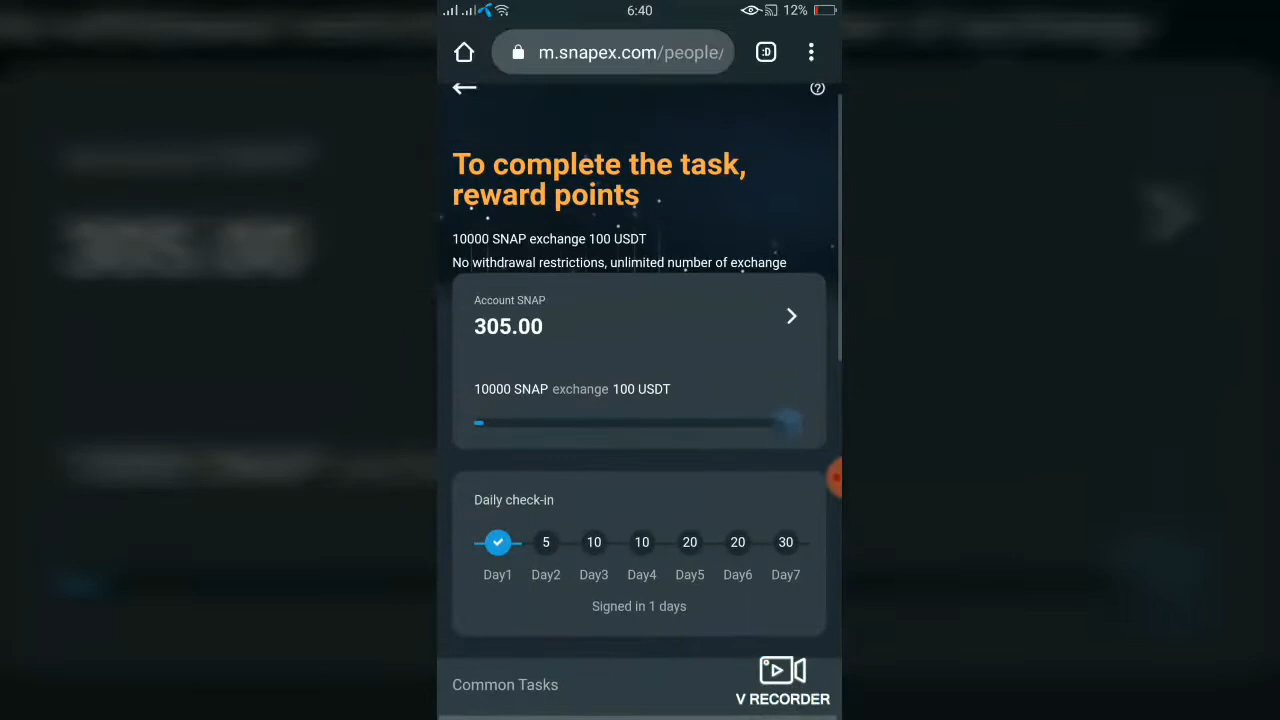 6:40
12%
m.snapex.com/people/
:D
To complete the task,
reward points
10000 SNAP exchange 100 USDT
No withdrawal restrictions, unlimited number of exchange
Account SNAP
305.00
10000 SNAP exchange 100 USDT
Daily check-in
5 10 10 20 20 30
Day1 Day2 Day3 Day4 Day5 Day6 Day7
Signed in 1 days
Common Tasks
V RECORDER